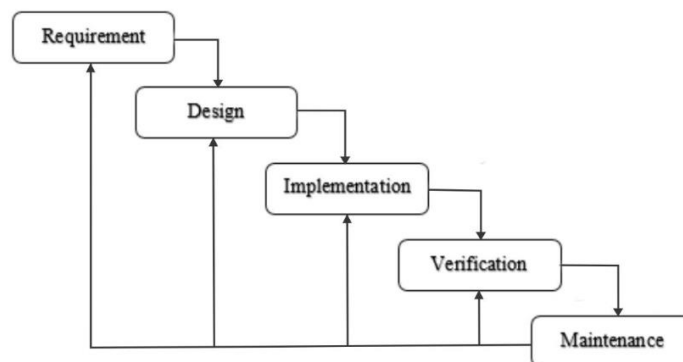 Requirement
Design
Implementation
Verification
Maintenance